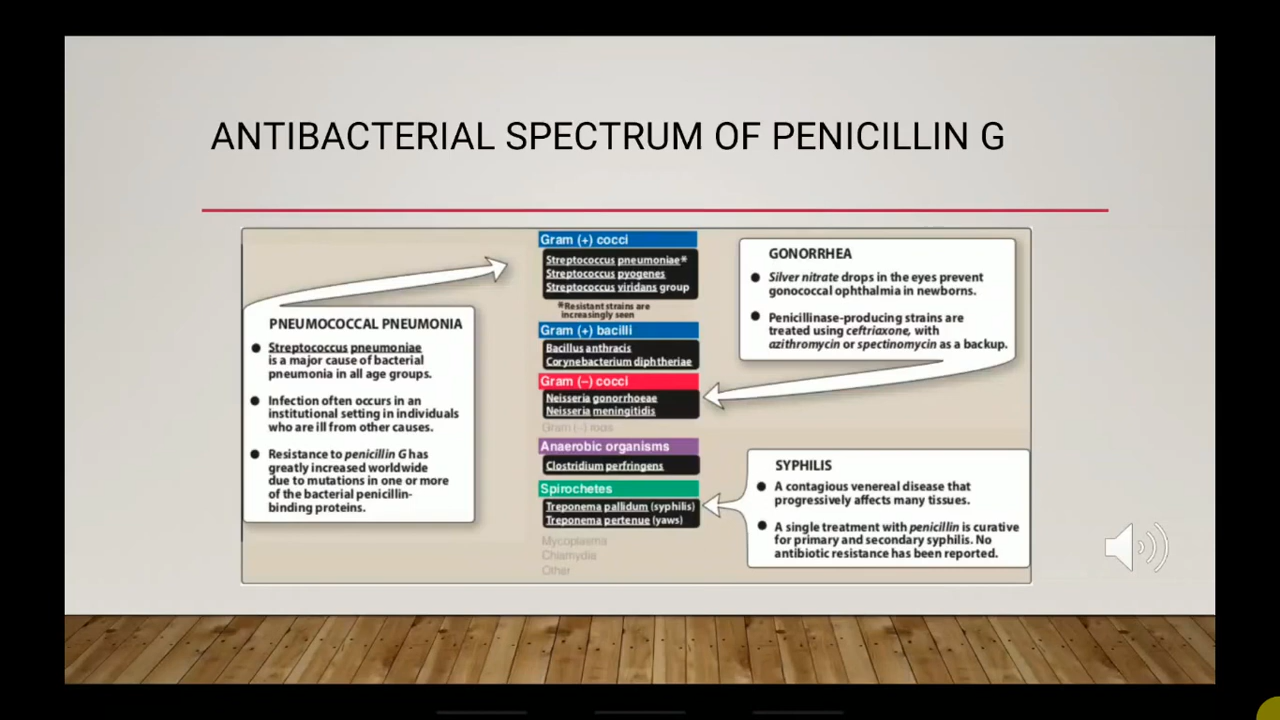 ANTIBACTERIAL SPECTRUM OF PENICILLIN G
PNEUMOCOCCAL PNEUMONIA
● Streptococcus pneumoniae
is a major cause of bacterial
pneumonia in all age groups.
● Infection often occurs in an
institutional setting in individuals
who are ill from other causes.
● Resistance to penicillin G has
greatly increased worldwide
due to mutations in one or more
of the bacterial penicillin-
binding proteins.
Gram (+) cocci
Streptococcus pneumoniae*
Streptococcus pyogenes
Streptococcus viridans group
*Resistant strains are
increasingly seen
Gram (+) bacilli
Bacillus anthracis
Corynebacterium diphtheriae
Gram (–) cocci
Neisseria gonorrhoeae
Neisseria meningitidis
Gram (–) rods
Anaerobic organisms
Clostridium perfringens
Spirochetes
Treponema pallidum (syphilis)
Treponema pertenue (yaws)
Mycoplasma
Chlamydia
Other
GONORRHEA
● Silver nitrate drops in the eyes prevent
gonococcal ophthalmia in newborns.
● Penicillinase-producing strains are
treated using ceftriaxone, with
azithromycin or spectinomycin as a backup.
SYPHILIS
● A contagious venereal disease that
progressively affects many tissues.
● A single treatment with penicillin is curative
for primary and secondary syphilis. No
antibiotic resistance has been reported.